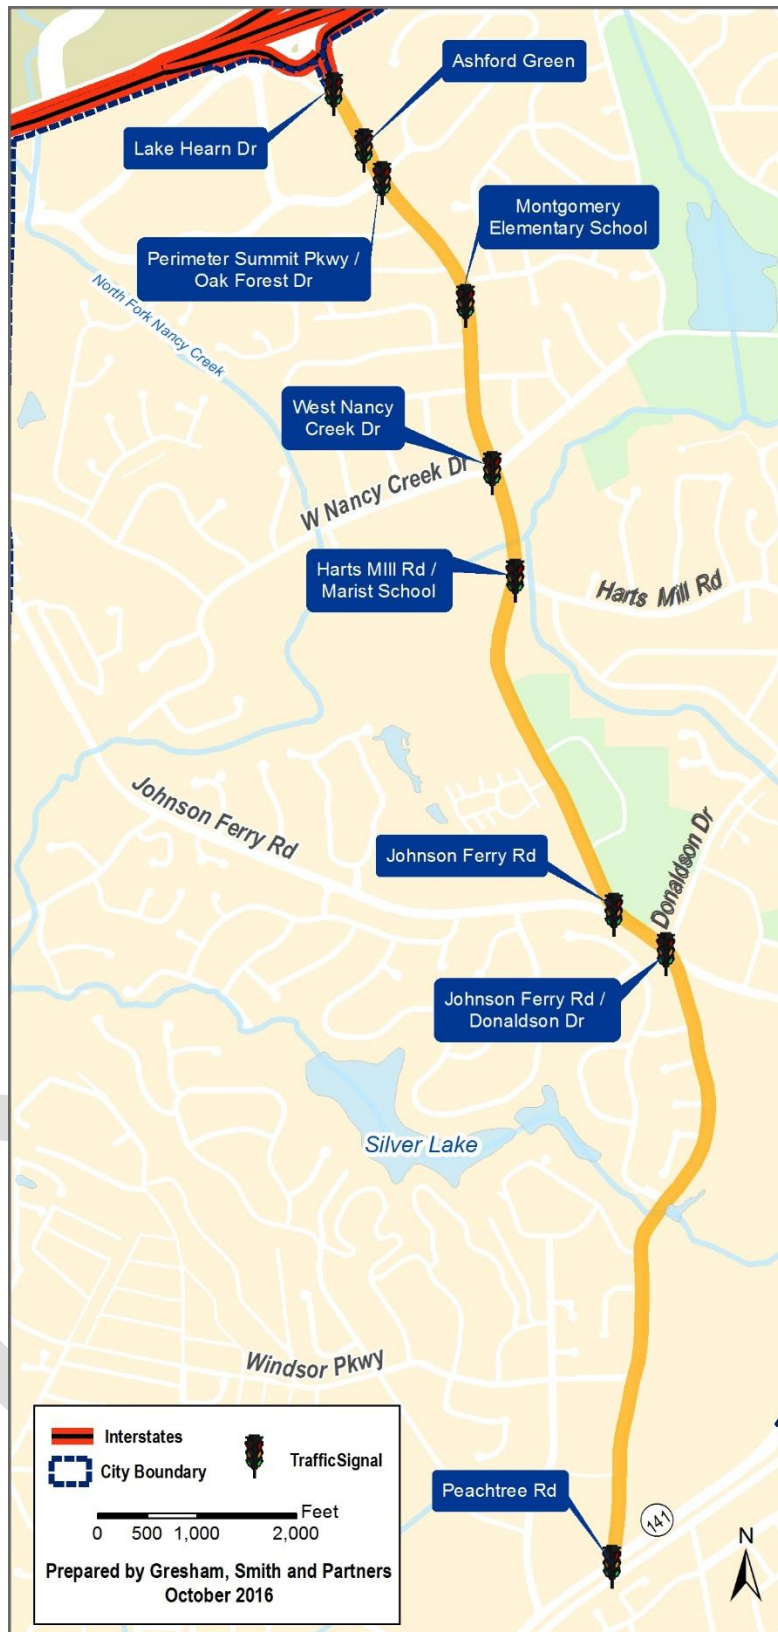 Ashford Green
Lake Hearn Dr
Montgomery
Elementary School
Perimeter Summit Pkwy /
Oak Forest Dr
North Fork Nancy Creek
West Nancy
Creek Dr
W Nancy Creek Dr
Harts MIll Rd /
Marist School
Harts Mill Rd
Johnson Ferry Rd
Johnson Ferry Rd
Donaldson Dr
Johnson Ferry Rd /
Donaldson Dr
Silver Lake
Windsor Pkwy
Peachtree Rd
141
N
Interstates
City Boundary
TrafficSignal
Feet
0 500 1,000 2,000
Prepared by Gresham, Smith and Partners
October 2016